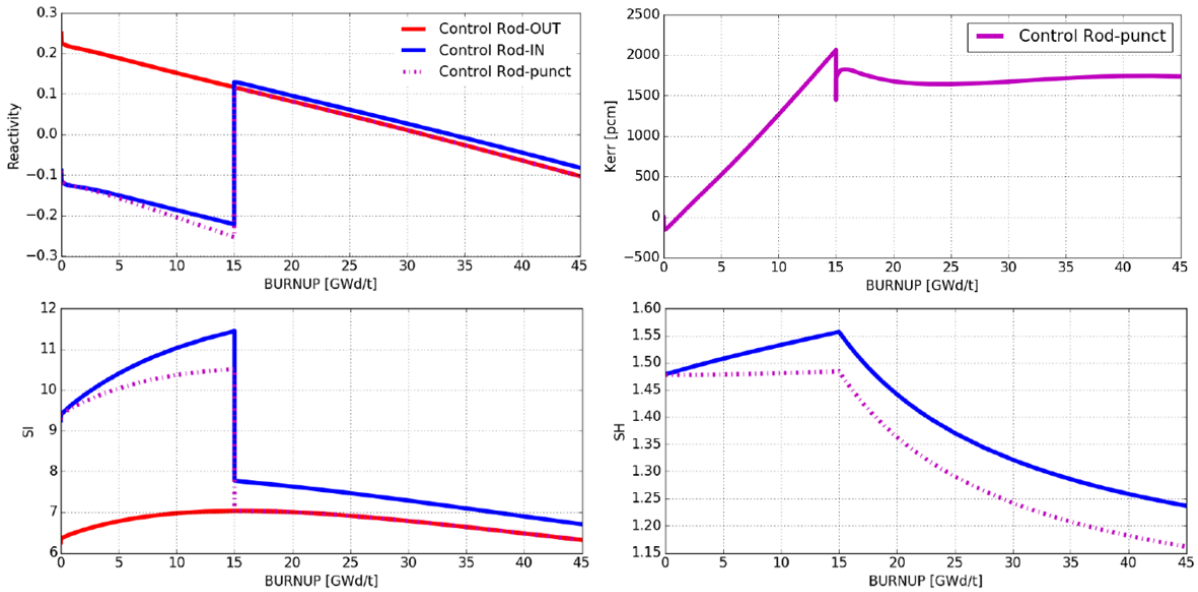 0.3
0.2
0.1
0.0
−0.1
−0.2
−0.3
Reactivity
Control Rod-OUT
Control Rod-IN
Control Rod-punct
0 5 10 15 20 25 30 35 40 45
BURNUP [GWd/t]
2500
2000
1500
1000
500
0
−500
Kerr [pcm]
Control Rod-punct
0 5 10 15 20 25 30 35 40 45
BURNUP [GWd/t]
12
11
10
9
8
7
6
SI
0 5 10 15 20 25 30 35 40 45
BURNUP [GWd/t]
1.60
1.55
1.50
1.45
1.40
1.35
1.30
1.25
1.20
1.15
SH
0 5 10 15 20 25 30 35 40 45
BURNUP [GWd/t]